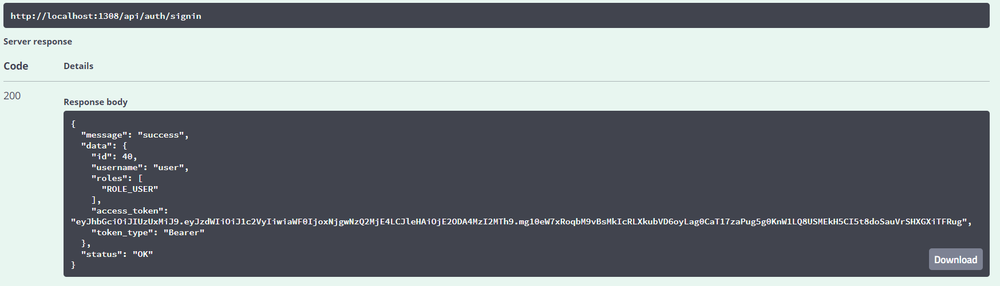 http://localhost:1308/api/auth/signin
Server response
Code Details
200
Response body
{
"message": "success",
"data": {
"id": 40,
"username": "user",
"roles": [
"ROLE_USER"
],
"access_token":
"eyJhbGciOiJIUzUxMiJ9.eyJzdWIiOiJ1c2VyIiwiaWF0IjoxNjgwNzQ2MjE4LCJleHAiOjE2ODA4MzI2MTh9.mg10eW7xRoqbM9vBsMkIcRLXkubVD6oyLag0CaT17zaPug5g0KnW1LQ8USMEkH5CI5t8doSauVrSHXGXiTFRug",
"token_type": "Bearer"
},
"status": "OK"
}
Download